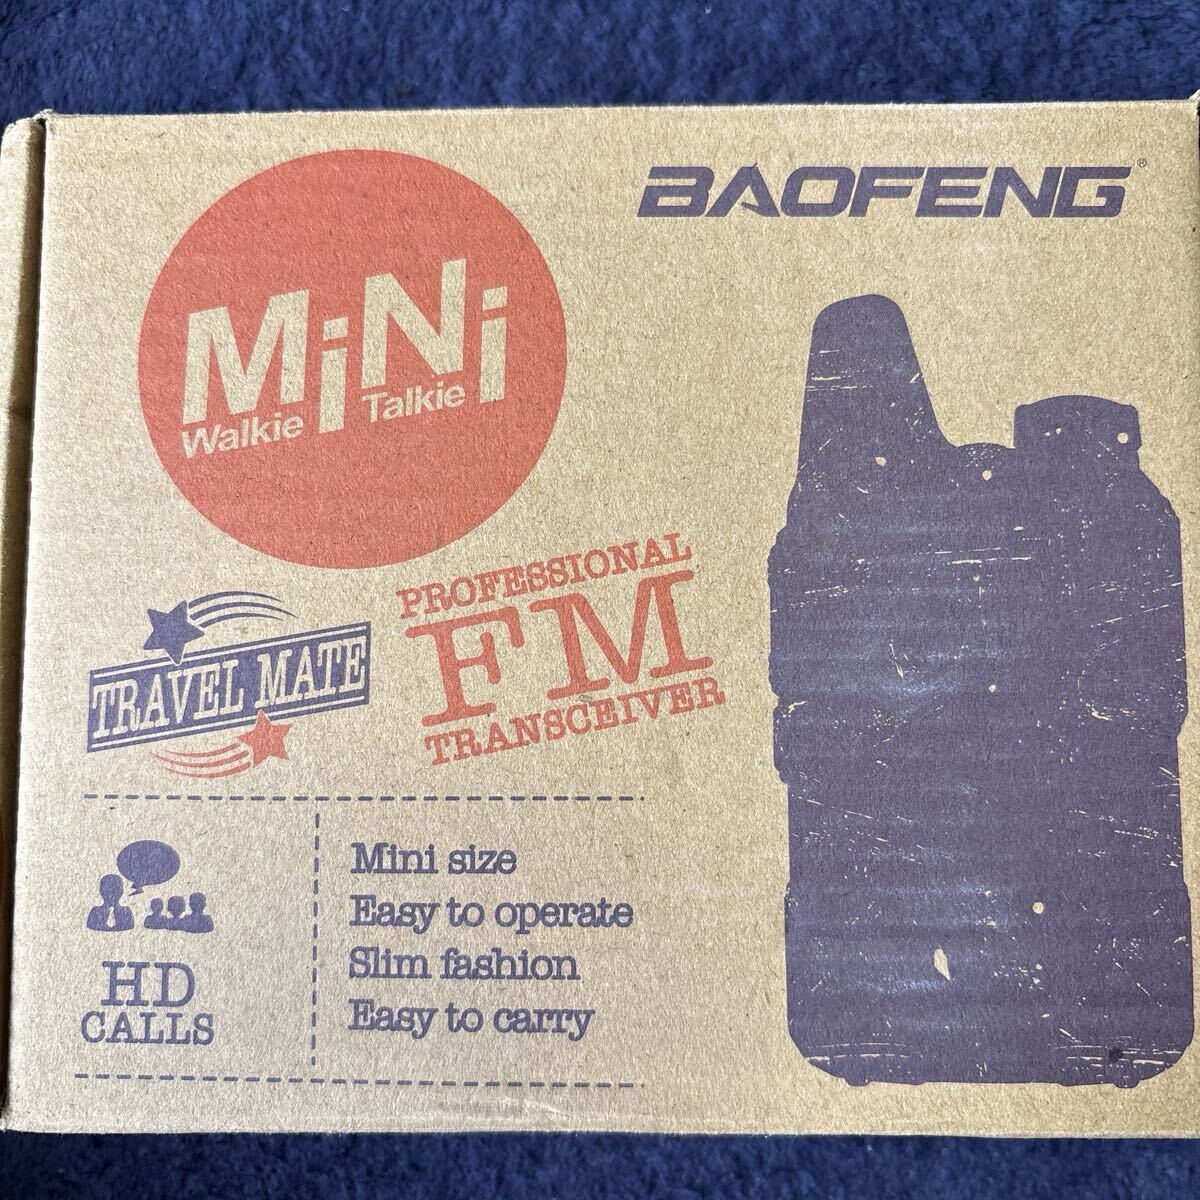 BAOFENG®
MiNi
Walkie Talkie
PROFESSIONAL
FM
TRANSCEIVER
TRAVEL MATE
HD
CALLS
Mini size
Easy to operate
Slim fashion
Easy to carry